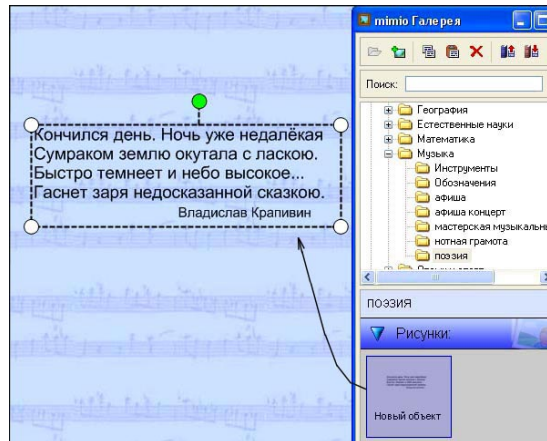 Кончился день. Ночь уже недалёкая
Сумраком землю окутала с ласкою.
Быстро темнеет и небо высокое...
Гаснет заря недосказанной сказкою.
Владислав Крапивин
mimio Галерея
Поиск:
География
Естественные науки
Математика
Музыка
Инструменты
Обозначения
афиша
афиша концерт
мастерская музыкальны
нотная грамота
поэзия
ПОЭЗИЯ
Рисунки:
Новый объект